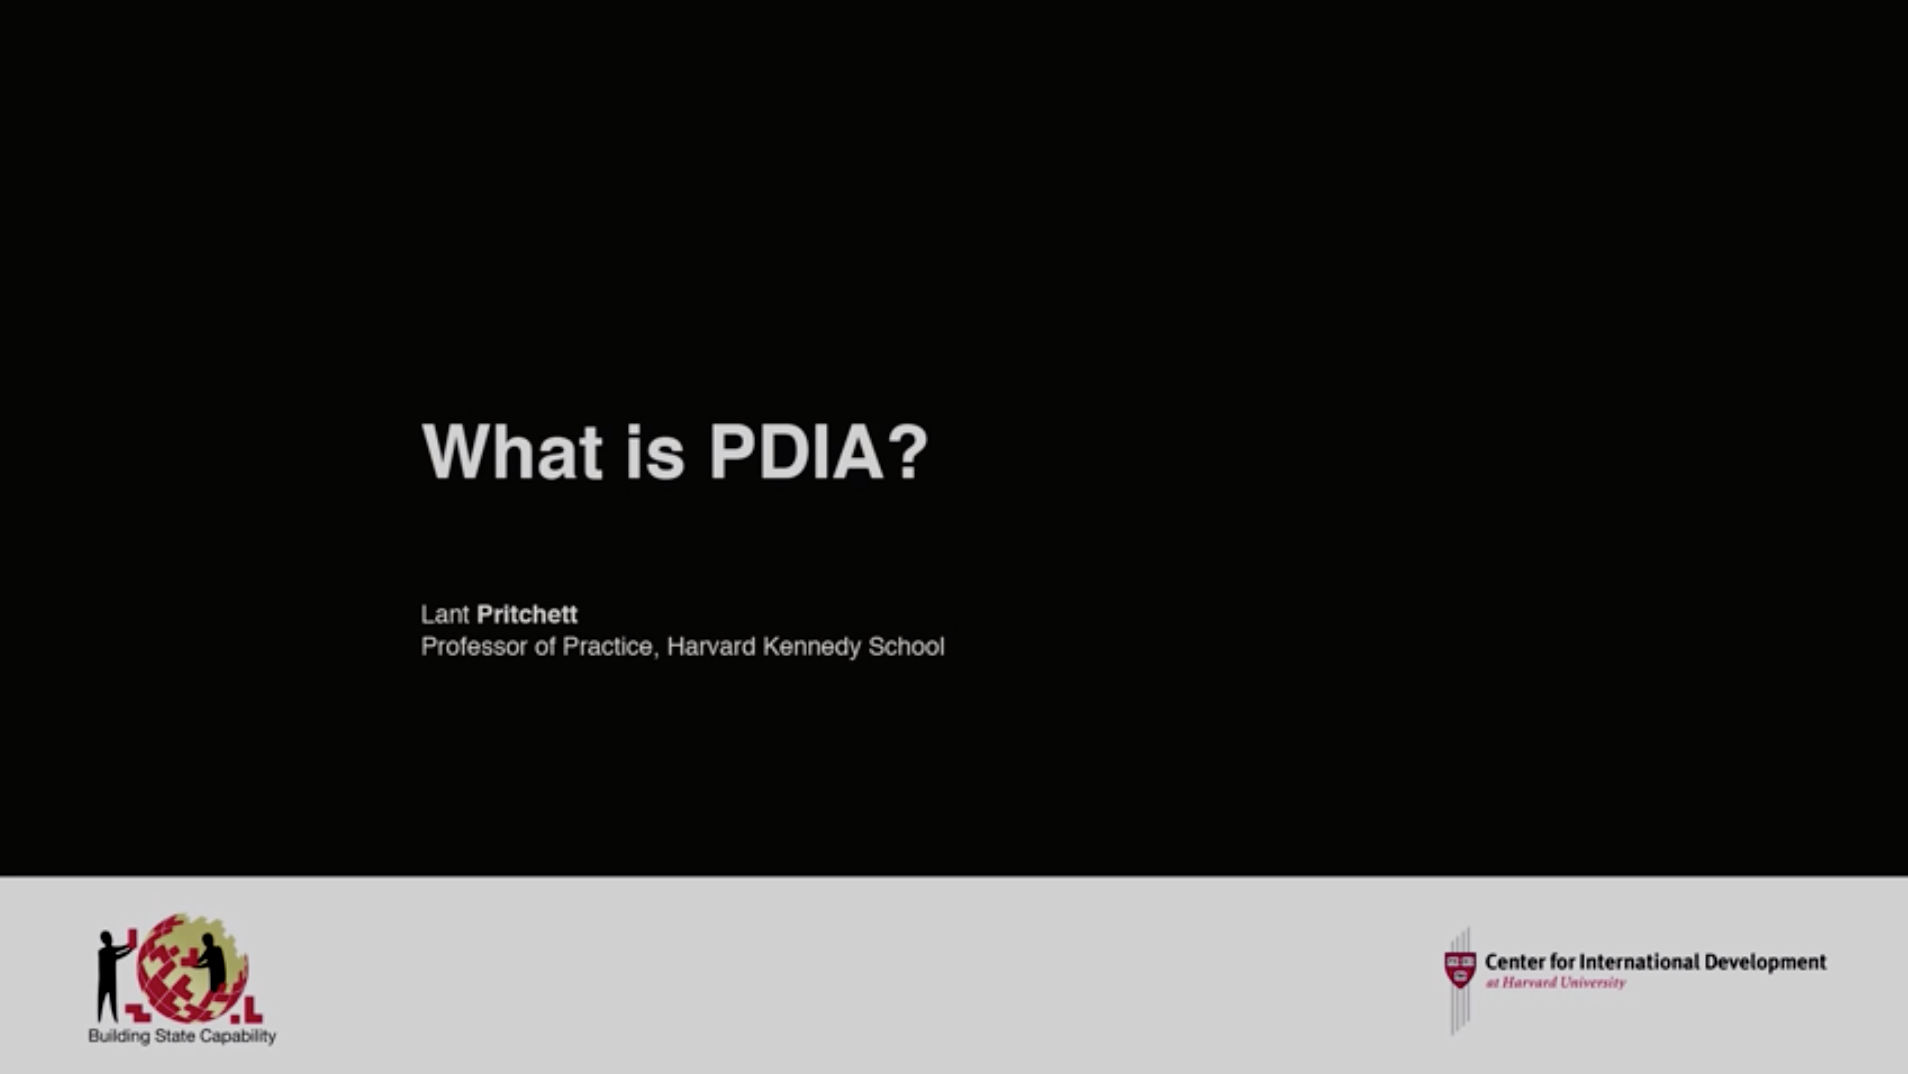 What is PDIA?
Lant Pritchett
Professor of Practice, Harvard Kennedy School
Building State Capability
Center for International Development
at Harvard University